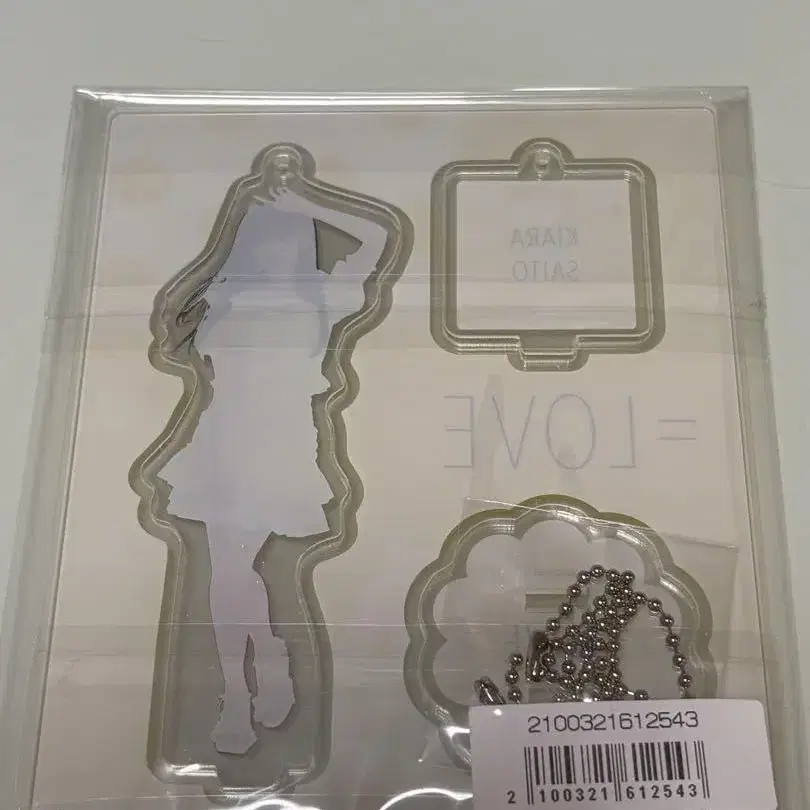 KIARA
SAITO
=LOVE
2100321612543
2 100321 612543